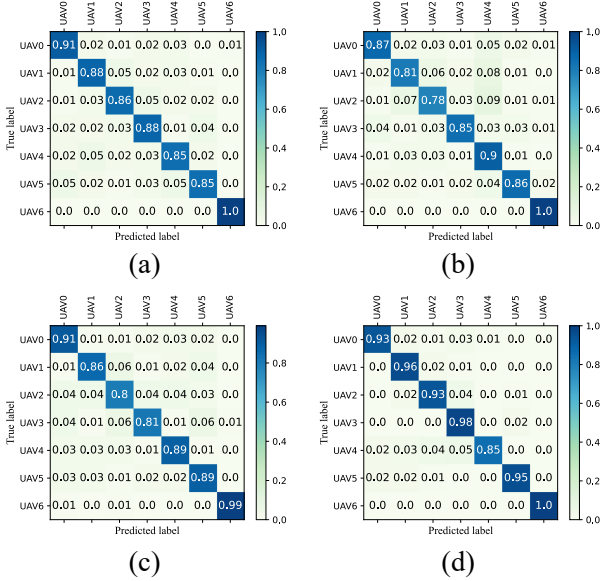 UAV0 UAV1 UAV2 UAV3 UAV4 UAV5 UAV6
True label
UAV0 0.91 0.02 0.01 0.02 0.03 0.0 0.01
UAV1 0.01 0.88 0.05 0.02 0.02 0.01 0.0
UAV2 0.01 0.03 0.86 0.05 0.02 0.02 0.0
UAV3 0.02 0.02 0.03 0.88 0.01 0.04 0.0
UAV4 0.02 0.05 0.02 0.03 0.85 0.02 0.0
UAV5 0.05 0.02 0.01 0.03 0.05 0.85 0.0
UAV6 0.0 0.0 0.0 0.0 0.0 0.0 1.0
Predicted label
1.0
0.8
0.6
0.4
0.2
0.0
(a)
UAV0 UAV1 UAV2 UAV3 UAV4 UAV5 UAV6
True label
UAV0 0.87 0.02 0.03 0.01 0.05 0.02 0.01
UAV1 0.01 0.81 0.06 0.02 0.08 0.01 0.0
UAV2 0.01 0.07 0.78 0.03 0.09 0.01 0.01
UAV3 0.04 0.01 0.03 0.85 0.03 0.03 0.01
UAV4 0.01 0.04 0.03 0.02 0.9 0.01 0.0
UAV5 0.02 0.02 0.01 0.04 0.04 0.86 0.02
UAV6 0.0 0.0 0.0 0.0 0.0 0.0 1.0
Predicted label
1.0
0.8
0.6
0.4
0.2
0.0
(b)
UAV0 UAV1 UAV2 UAV3 UAV4 UAV5 UAV6
True label
UAV0 0.91 0.01 0.01 0.02 0.01 0.04 0.0
UAV1 0.01 0.86 0.06 0.01 0.02 0.04 0.0
UAV2 0.04 0.04 0.8 0.04 0.04 0.03 0.0
UAV3 0.04 0.01 0.06 0.81 0.01 0.06 0.01
UAV4 0.04 0.03 0.01 0.02 0.89 0.01 0.0
UAV5 0.03 0.03 0.01 0.02 0.02 0.89 0.0
UAV6 0.01 0.0 0.0 0.01 0.0 0.0 0.99
Predicted label
0.8
0.6
0.4
0.2
0.0
(c)
UAV0 UAV1 UAV2 UAV3 UAV4 UAV5 UAV6
True label
UAV0 0.93 0.02 0.01 0.03 0.01 0.0 0.0
UAV1 0.01 0.96 0.02 0.01 0.0 0.0 0.0
UAV2 0.0 0.02 0.93 0.04 0.0 0.01 0.0
UAV3 0.0 0.0 0.0 0.98 0.0 0.02 0.0
UAV4 0.02 0.03 0.04 0.05 0.85 0.0 0.0
UAV5 0.02 0.02 0.01 0.0 0.0 0.95 0.0
UAV6 0.0 0.0 0.0 0.0 0.0 0.0 1.0
Predicted label
1.0
0.8
0.6
0.4
0.2
0.0
(d)